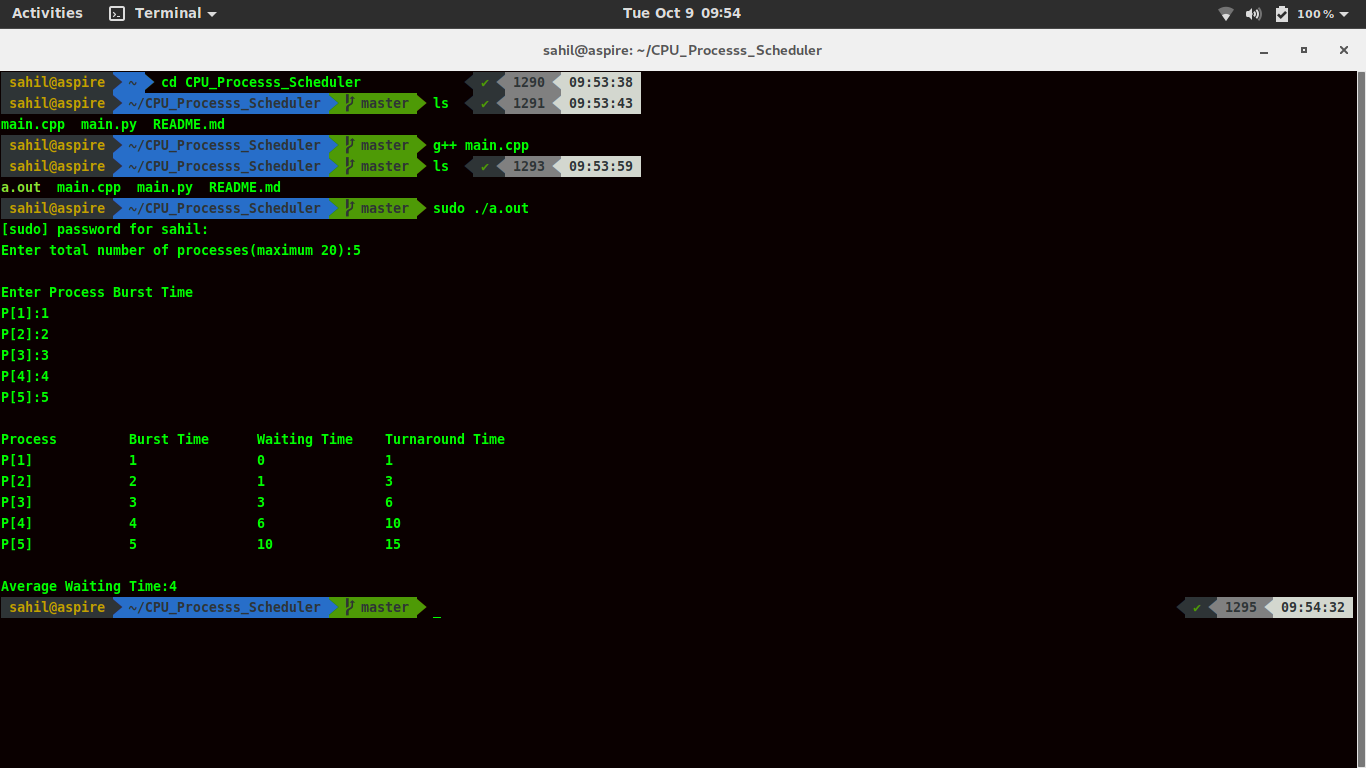 Activities Terminal Tue Oct 9 09:54 100 %
sahil@aspire: ~/CPU_Processs_Scheduler
sahil@aspire ~ cd CPU_Processs_Scheduler ✔ 1290 09:53:38
sahil@aspire ~/CPU_Processs_Scheduler master ls ✔ 1291 09:53:43
main.cpp main.py README.md
sahil@aspire ~/CPU_Processs_Scheduler master g++ main.cpp
sahil@aspire ~/CPU_Processs_Scheduler master ls ✔ 1293 09:53:59
a.out main.cpp main.py README.md
sahil@aspire ~/CPU_Processs_Scheduler master sudo ./a.out
[sudo] password for sahil:
Enter total number of processes(maximum 20):5
Enter Process Burst Time
P[1]:1
P[2]:2
P[3]:3
P[4]:4
P[5]:5
Process Burst Time Waiting Time Turnaround Time
P[1] 1 0 1
P[2] 2 1 3
P[3] 3 3 6
P[4] 4 6 10
P[5] 5 10 15
Average Waiting Time:4
sahil@aspire ~/CPU_Processs_Scheduler master _ ✔ 1295 09:54:32